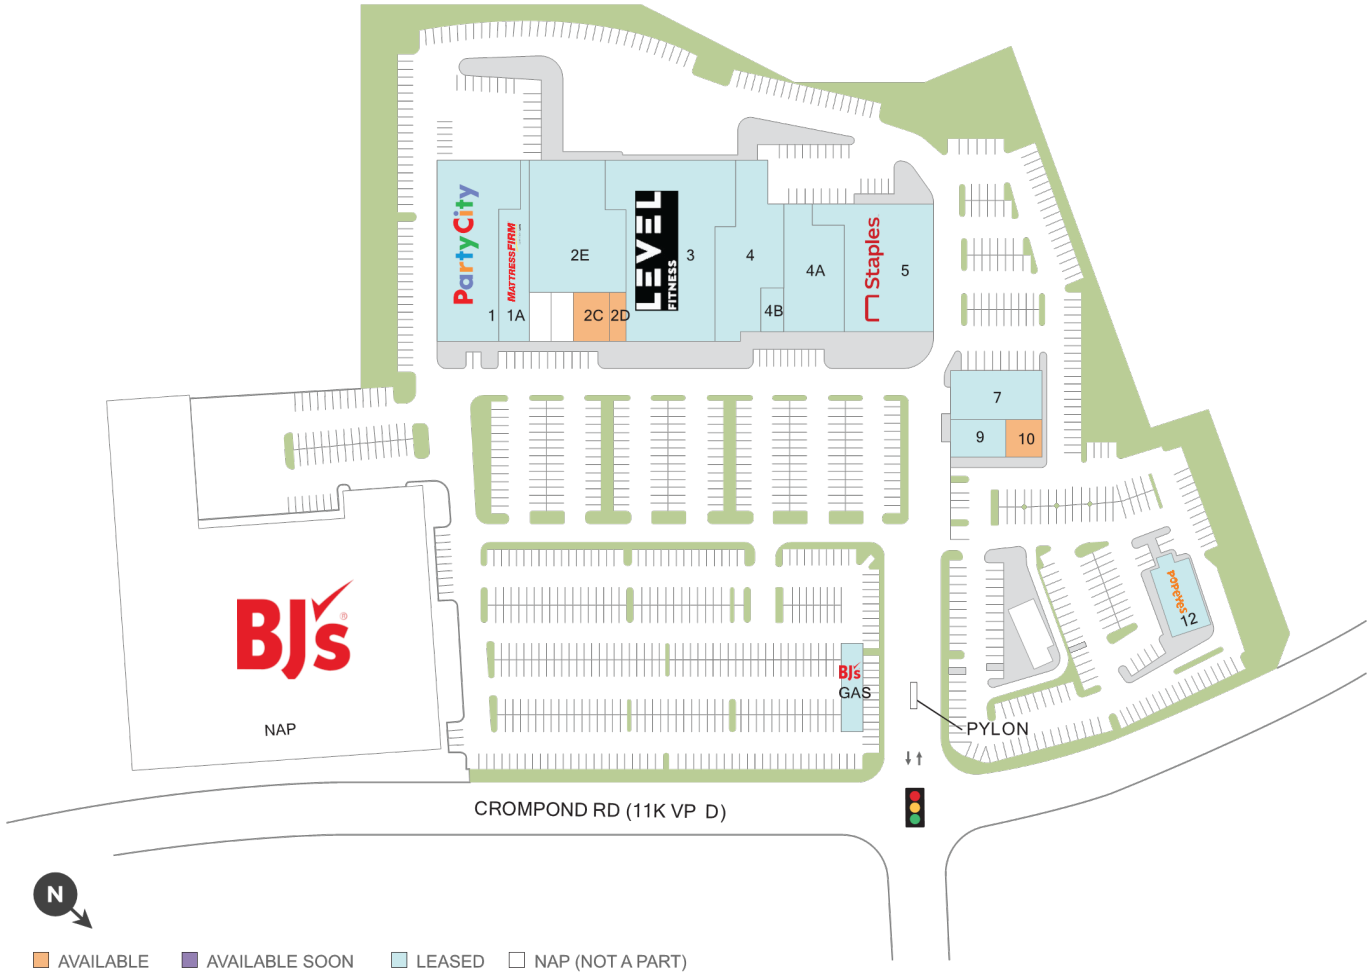 PartyCity
MATTRESSFIRM
LEVEL
FITNESS
Staples
1
1A
2E
2C
2D
3
4
4B
4A
5
7
9
10
POPEYES
12
BJ's
®
NAP
BJ's
GAS
PYLON
CROMPOND RD (11K VPD)
N
AVAILABLE
AVAILABLE SOON
LEASED
NAP (NOT A PART)